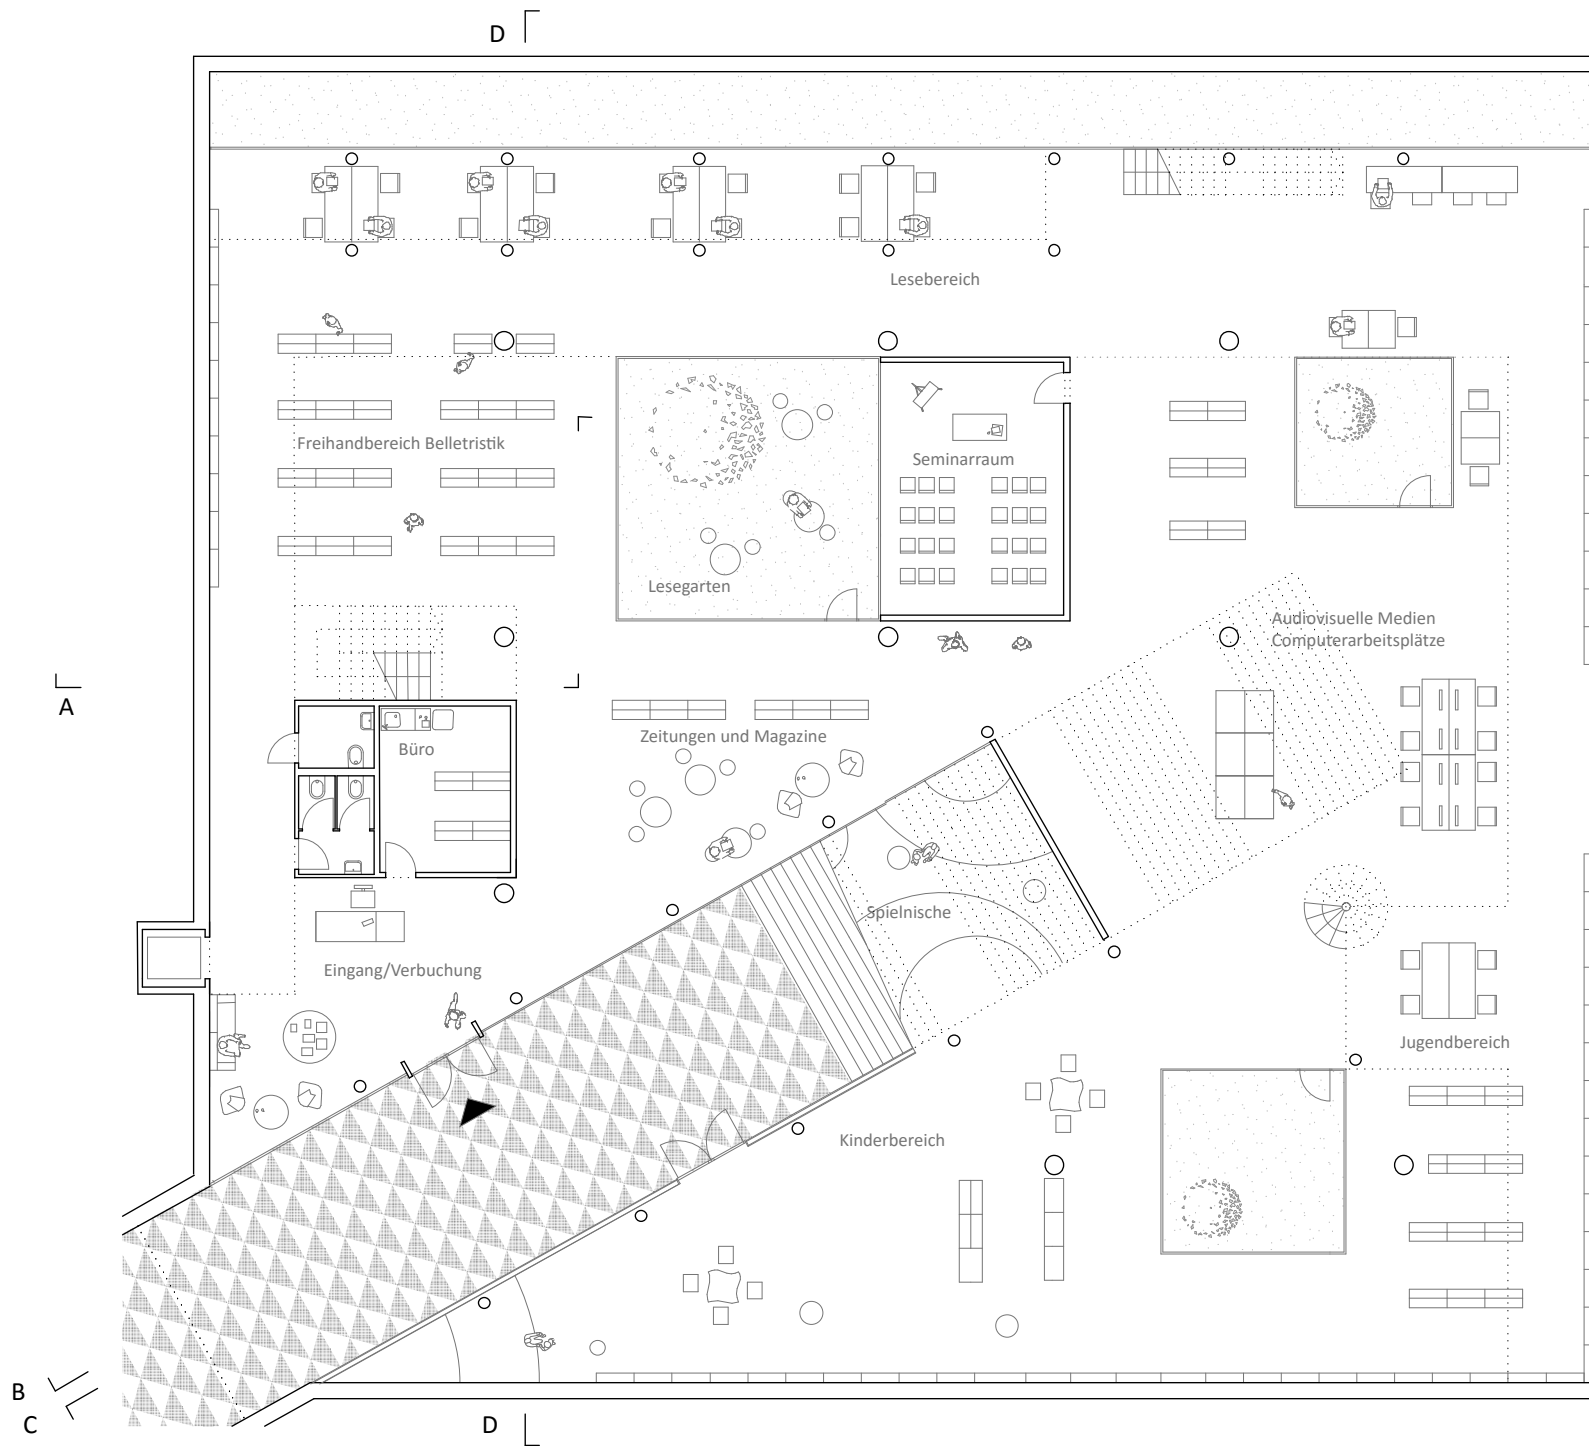 D
Lesebereich
Freihandbereich Belletristik
Seminarraum
Lesegarten
Audiovisuelle Medien
Computerarbeitsplätze
A
Zeitungen und Magazine
Büro
Spielnische
Eingang/Verbuchung
Jugendbereich
Kinderbereich
B
C
D